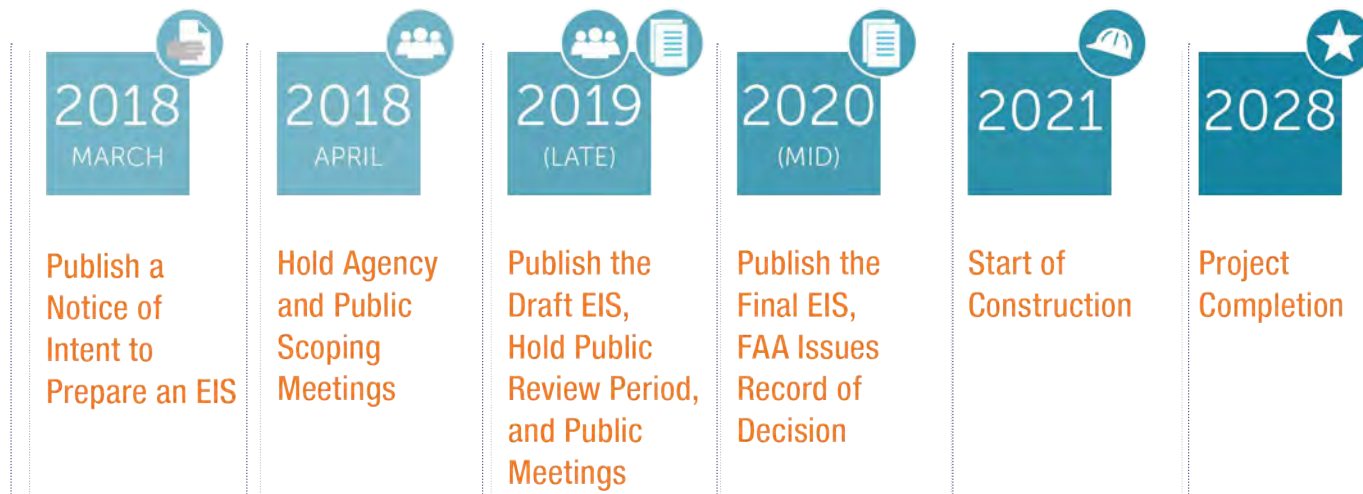 2018
MARCH
Publish a
Notice of
Intent to
Prepare an EIS
2018
APRIL
Hold Agency
and Public
Scoping
Meetings
2019
(LATE)
Publish the
Draft EIS,
Hold Public
Review Period,
and Public
Meetings
2020
(MID)
Publish the
Final EIS,
FAA Issues
Record of
Decision
2021
Start of
Construction
2028
Project
Completion